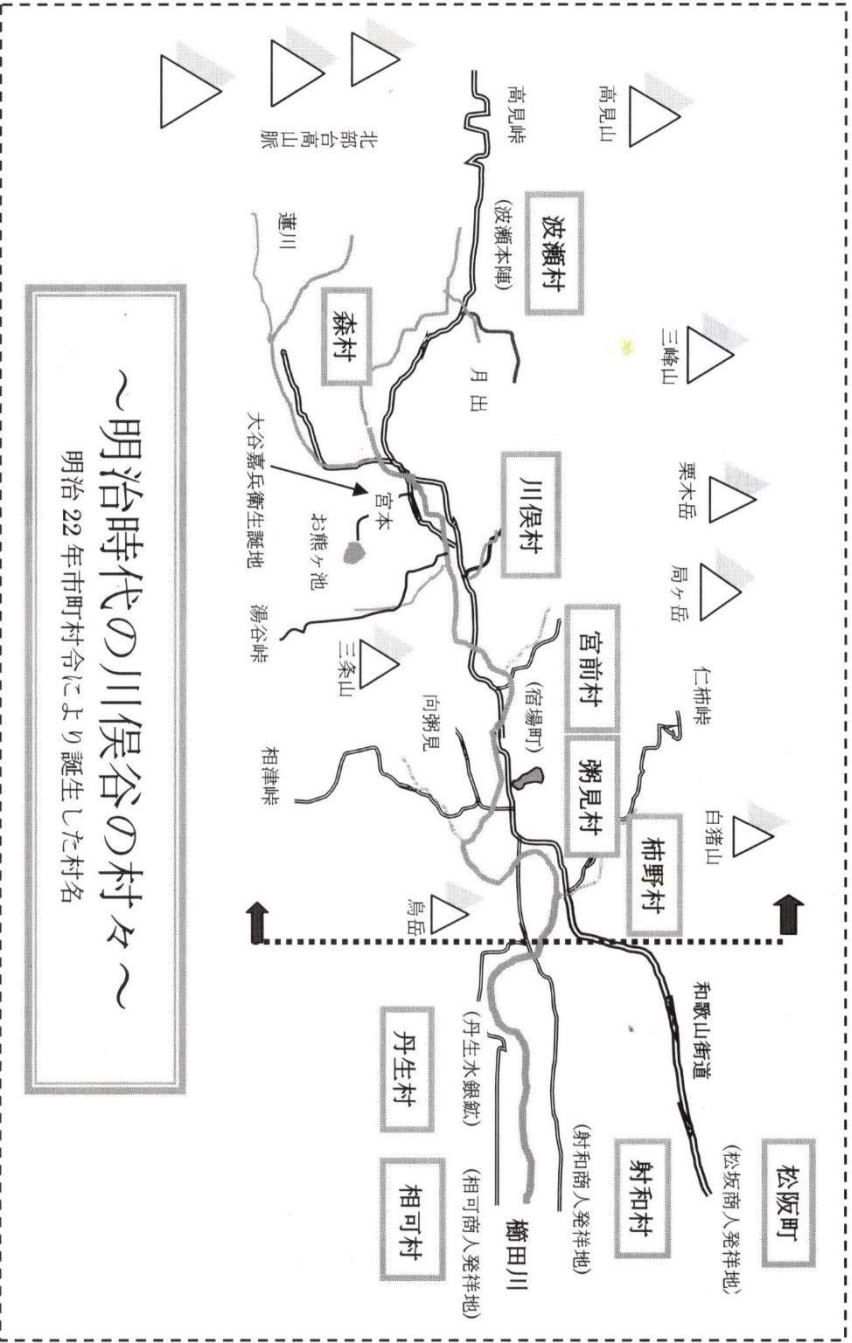 高見山
三峰山
栗木岳
局ヶ岳
仁柿峠
白猪山
和歌山街道
松阪町
(松坂商人発祥地)
高見峠
波瀬村
(波瀬本陣)
月出
川俣村
宮前村
(宿場町)
粥見村
柿野村
射和村
(射和商人発祥地)
櫛田川
北部台高山脈
蓮川
森村
宮本
お熊ヶ池
大谷嘉兵衛生誕地
湯谷峠
三条山
向粥見
相津峠
烏岳
(丹生水銀鉱)
丹生村
(相可商人発祥地)
相可村
～明治時代の川俣谷の村々～
明治22年市町村令により誕生した村名